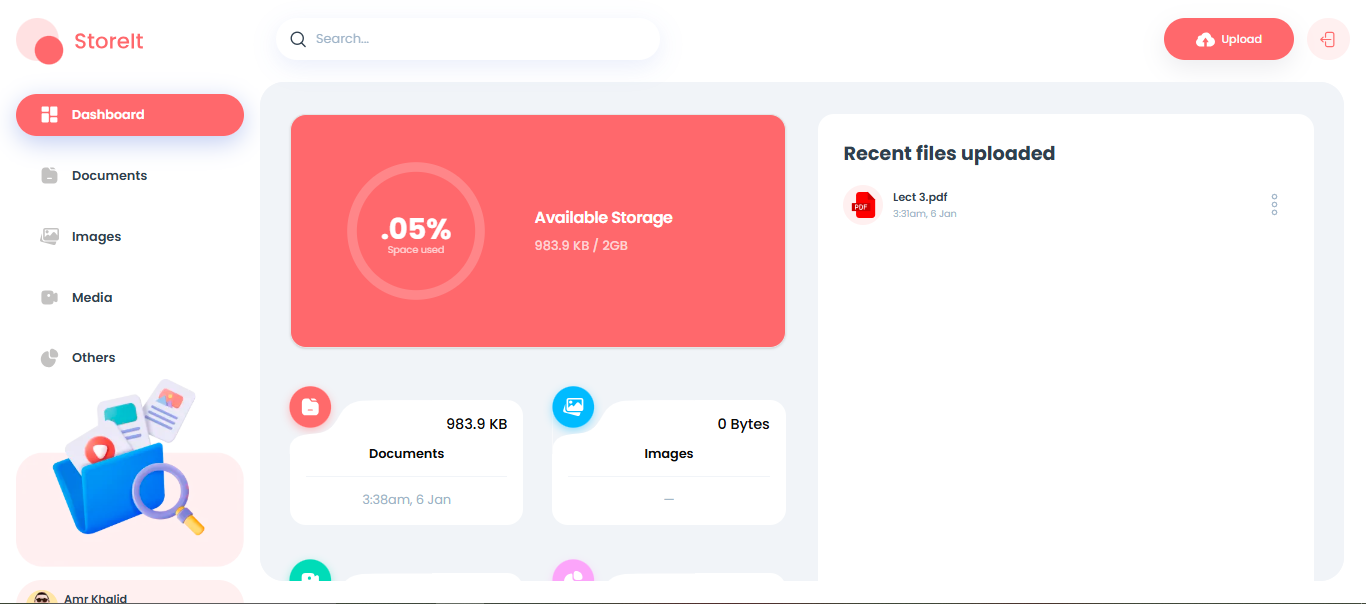 StoreIt
Search...
Upload
Dashboard
Documents
Images
Media
Others
Amr Khalid
.05%
Space used
Available Storage
983.9 KB / 2GB
983.9 KB
Documents
3:38am, 6 Jan
0 Bytes
Images
—
Recent files uploaded
PDF
Lect 3.pdf
3:31am, 6 Jan